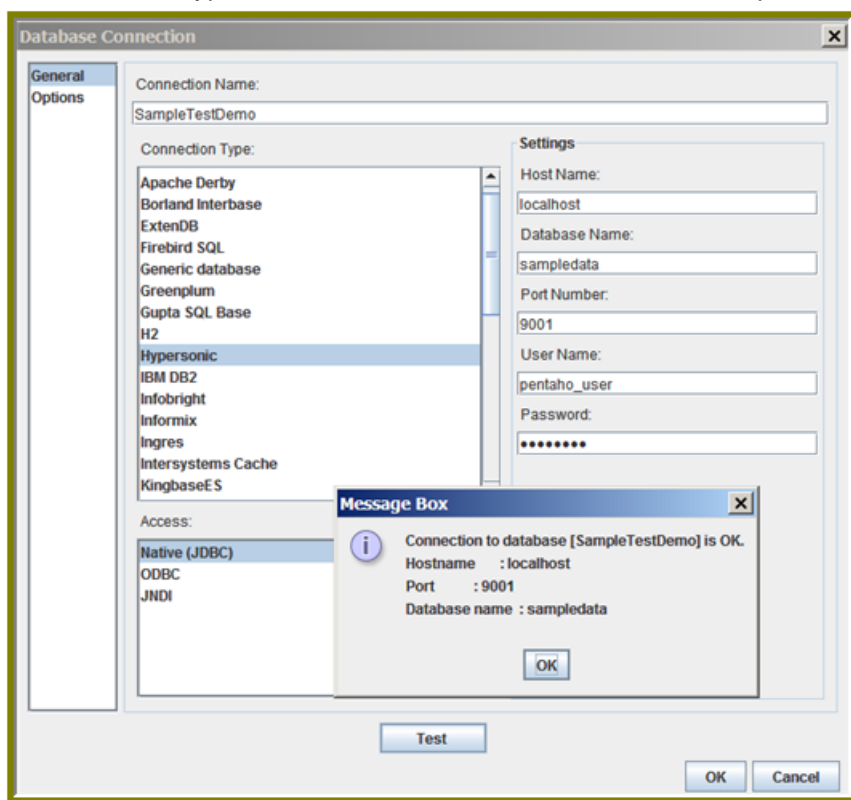 Database Connection
General
Options
Connection Name:
SampleTestDemo
Connection Type:
Apache Derby
Borland Interbase
ExtenDB
Firebird SQL
Generic database
Greenplum
Gupta SQL Base
H2
Hypersonic
IBM DB2
Infobright
Informix
Ingres
Intersystems Cache
KingbaseES
Access:
Native (JDBC)
ODBC
JNDI
Settings
Host Name:
localhost
Database Name:
sampledata
Port Number:
9001
User Name:
pentaho_user
Password:
••••••••
Message Box
Connection to database [SampleTestDemo] is OK.
Hostname : localhost
Port : 9001
Database name : sampledata
OK
Test
OK Cancel